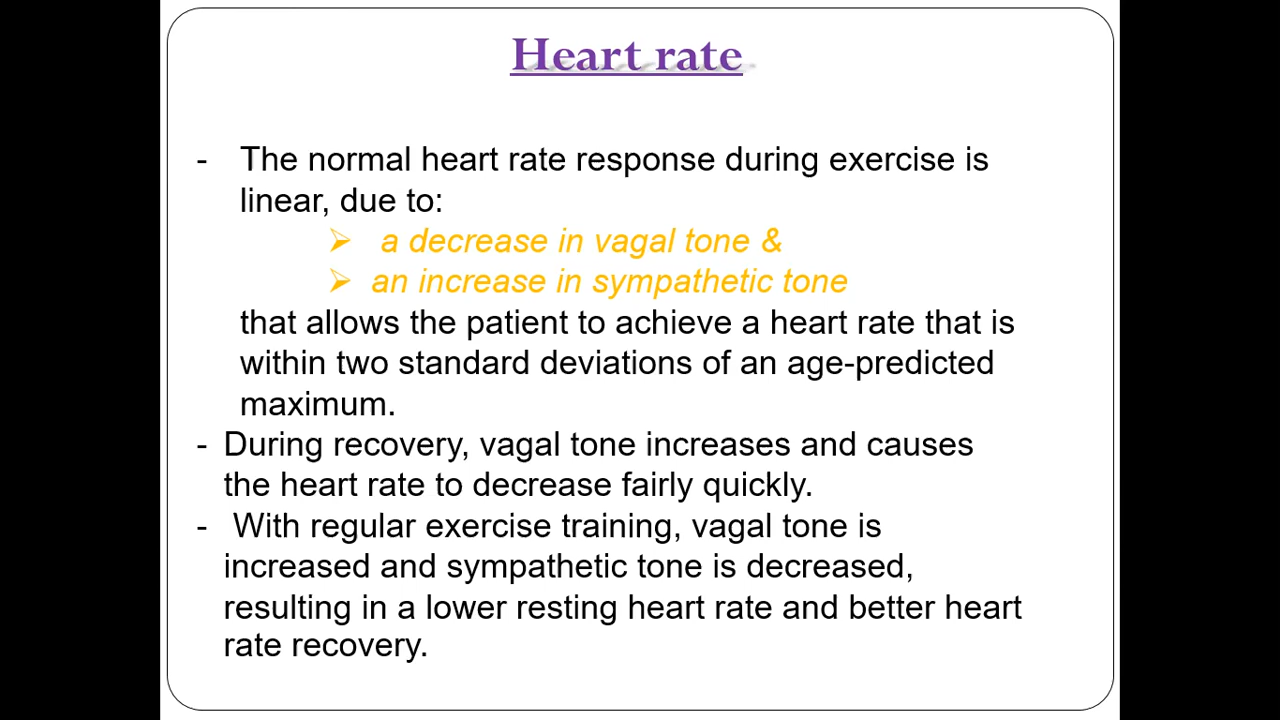 Heart rate
- The normal heart rate response during exercise is
linear, due to:
➢ a decrease in vagal tone &
➢ an increase in sympathetic tone
that allows the patient to achieve a heart rate that is
within two standard deviations of an age-predicted
maximum.
- During recovery, vagal tone increases and causes
the heart rate to decrease fairly quickly.
- With regular exercise training, vagal tone is
increased and sympathetic tone is decreased,
resulting in a lower resting heart rate and better heart
rate recovery.